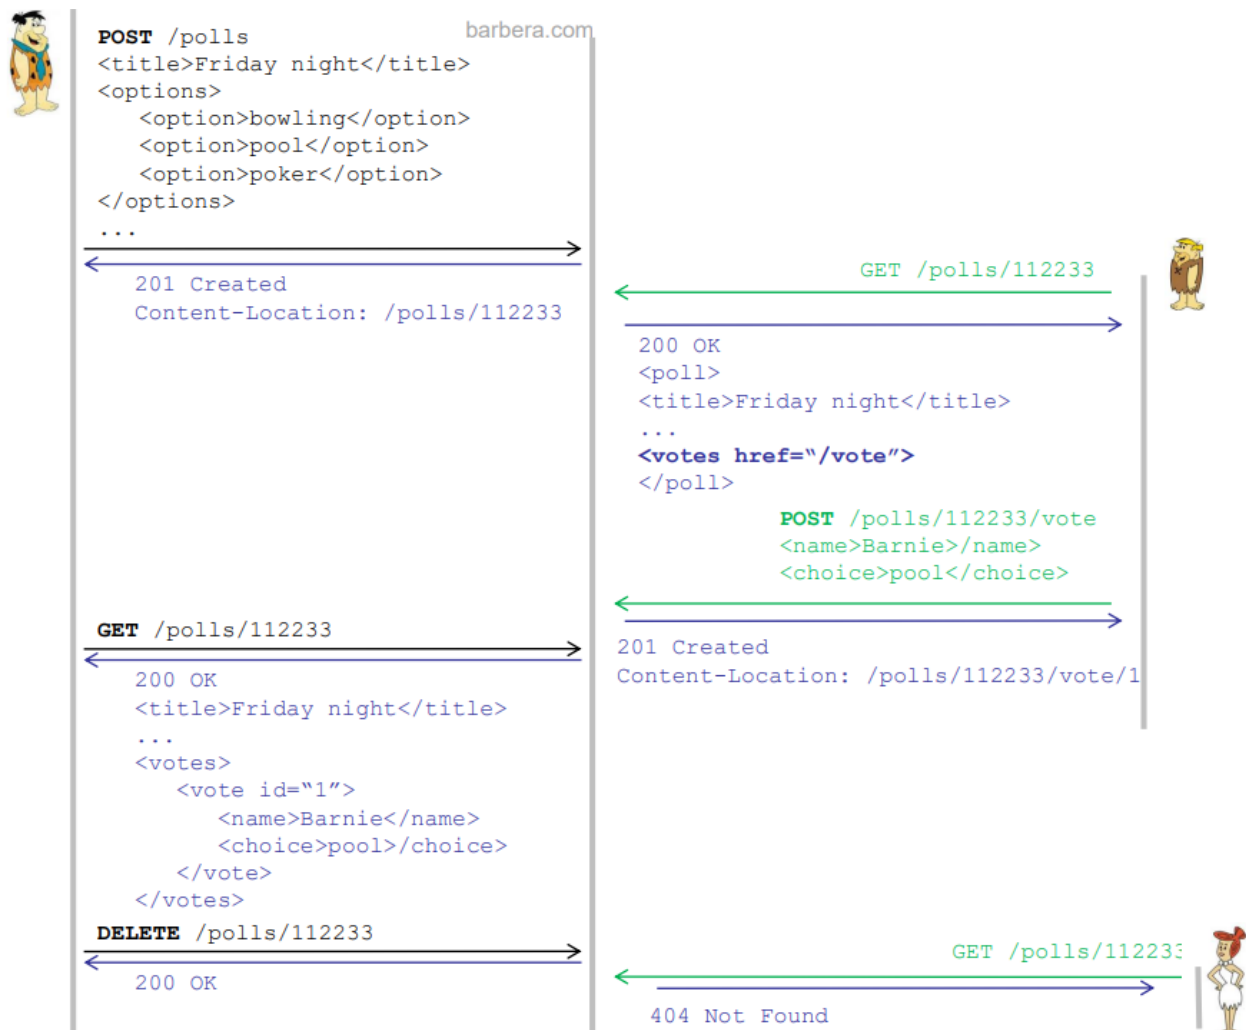 barbera.com
POST /polls
<title>Friday night</title>
<options>
<option>bowling</option>
<option>pool</option>
<option>poker</option>
</options>
...
201 Created
Content-Location: /polls/112233
GET /polls/112233
200 OK
<poll>
<title>Friday night</title>
...
<votes href=“/vote”>
</poll>
POST /polls/112233/vote
<name>Barnie>/name>
<choice>pool</choice>
201 Created
Content-Location: /polls/112233/vote/1
GET /polls/112233
200 OK
<title>Friday night</title>
...
<votes>
<vote id=“1”>
<name>Barnie</name>
<choice>pool>/choice>
</vote>
</votes>
DELETE /polls/112233
200 OK
GET /polls/112233
404 Not Found